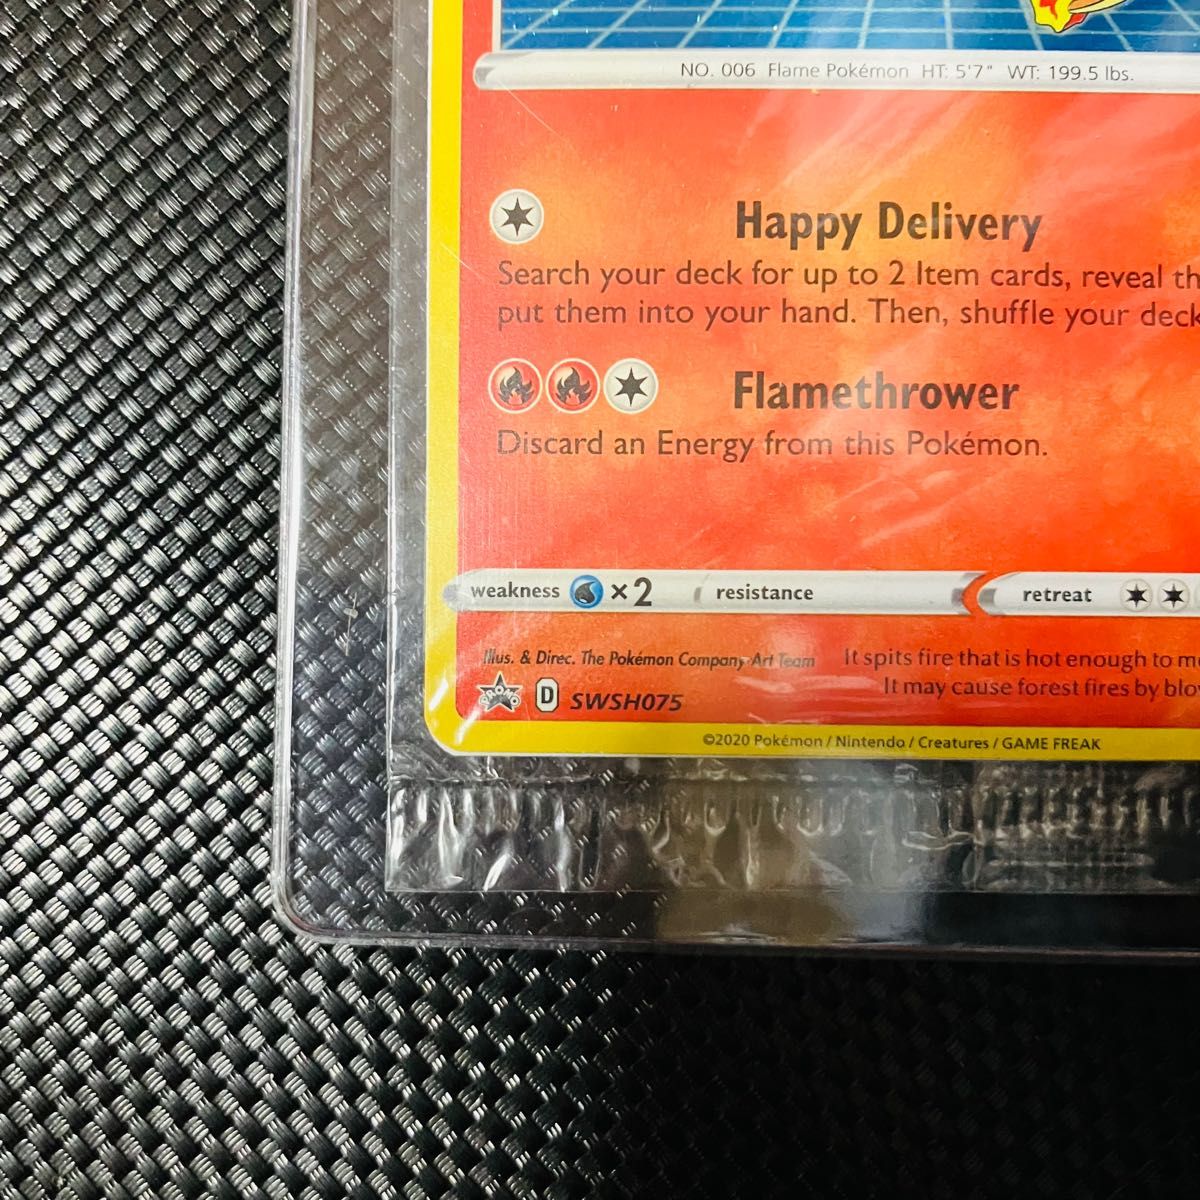 NO. 006 Flame Pokémon HT: 5'7" WT: 199.5 lbs.
Happy Delivery
Search your deck for up to 2 Item cards, reveal th
put them into your hand. Then, shuffle your deck
Flamethrower
Discard an Energy from this Pokémon.
weakness ×2 resistance retreat
Illus. & Direc. The Pokémon Company Art Team
It spits fire that is hot enough to me
It may cause forest fires by blow
PROMO D SWSH075
©2020 Pokémon / Nintendo / Creatures / GAME FREAK